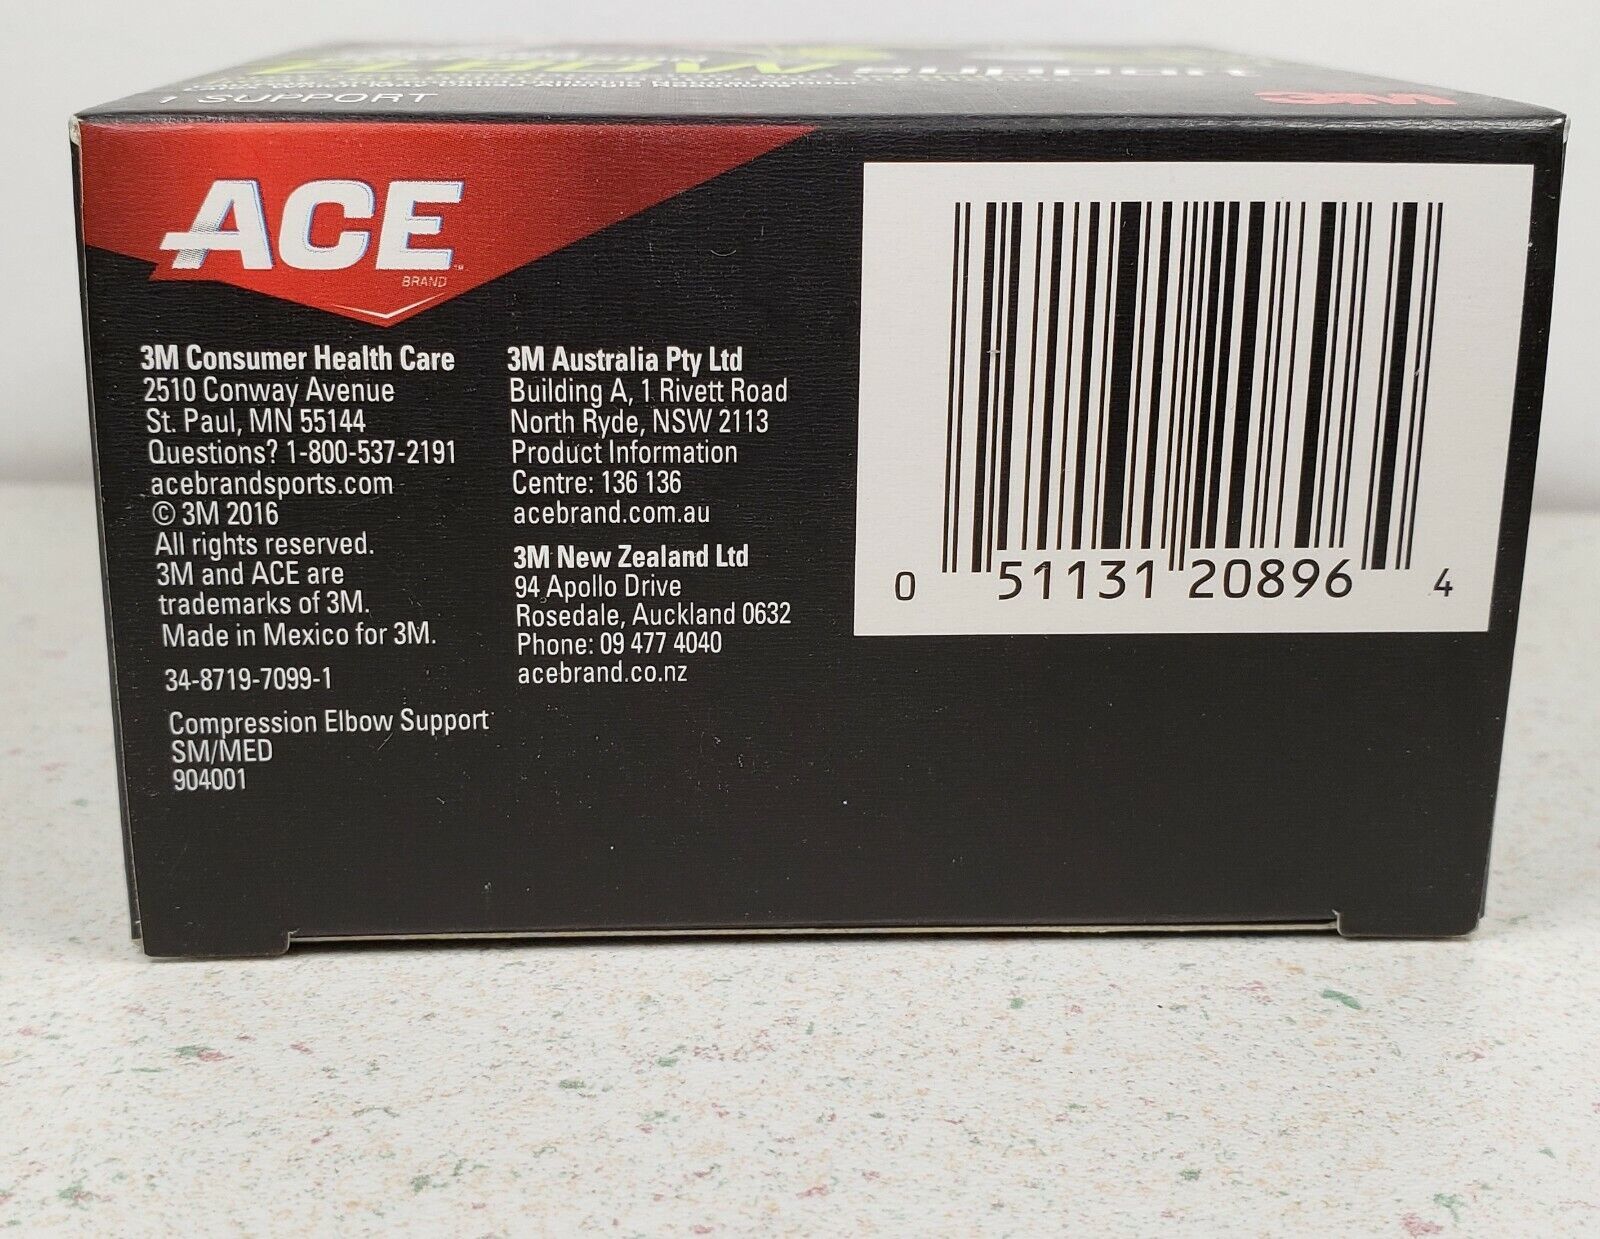 ELBOW support
1 SUPPORT
3M
ACE
BRAND
3M Consumer Health Care
2510 Conway Avenue
St. Paul, MN 55144
Questions? 1-800-537-2191
acebrandsports.com
© 3M 2016
All rights reserved.
3M and ACE are
trademarks of 3M.
Made in Mexico for 3M.
34-8719-7099-1
Compression Elbow Support
SM/MED
904001
3M Australia Pty Ltd
Building A, 1 Rivett Road
North Ryde, NSW 2113
Product Information
Centre: 136 136
acebrand.com.au
3M New Zealand Ltd
94 Apollo Drive
Rosedale, Auckland 0632
Phone: 09 477 4040
acebrand.co.nz
0 51131 20896 4